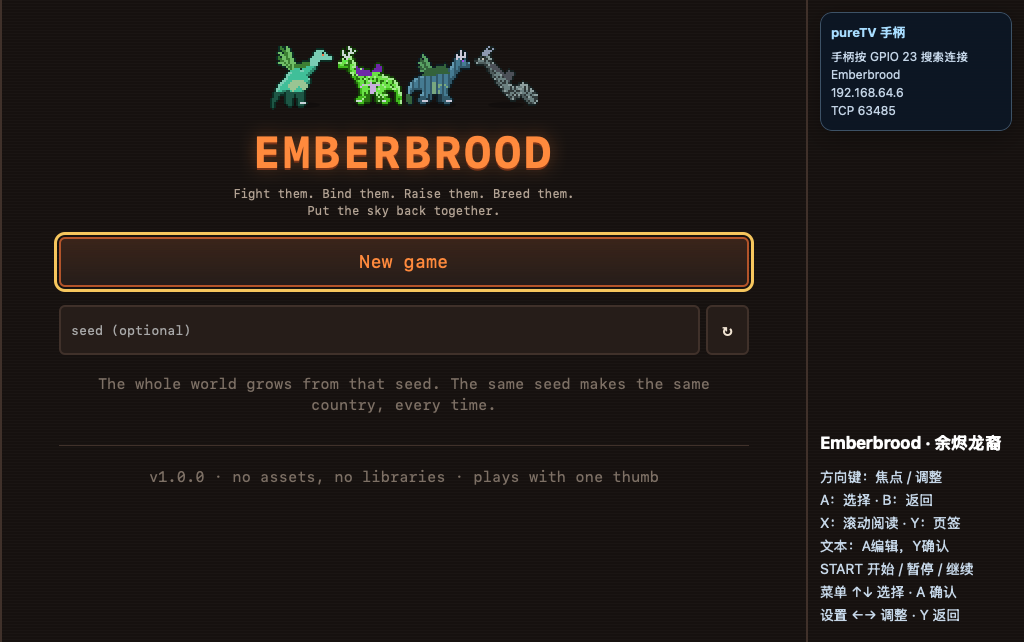 EMBERBROOD
Fight them. Bind them. Raise them. Breed them.
Put the sky back together.
New game
seed (optional)
↻
The whole world grows from that seed. The same seed makes the same
country, every time.
v1.0.0 · no assets, no libraries · plays with one thumb
pureTV 手柄
手柄按 GPIO 23 搜索连接
Emberbrood
192.168.64.6
TCP 63485
Emberbrood · 余烬龙裔
方向键：焦点 / 调整
A：选择 · B：返回
X：滚动阅读 · Y：页签
文本：A编辑，Y确认
START 开始 / 暂停 / 继续
菜单 ↑↓ 选择 · A 确认
设置 ←→ 调整 · Y 返回